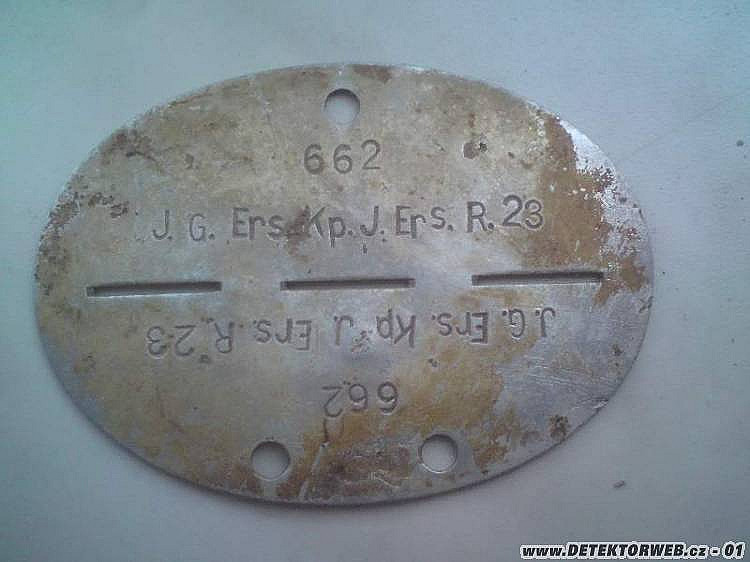 662
J. G. Ers. Kp. J. Ers. R. 23
J. G. Ers. Kp J. Ers. R. 23
662
www.DETEKTORWEB.cz - 01